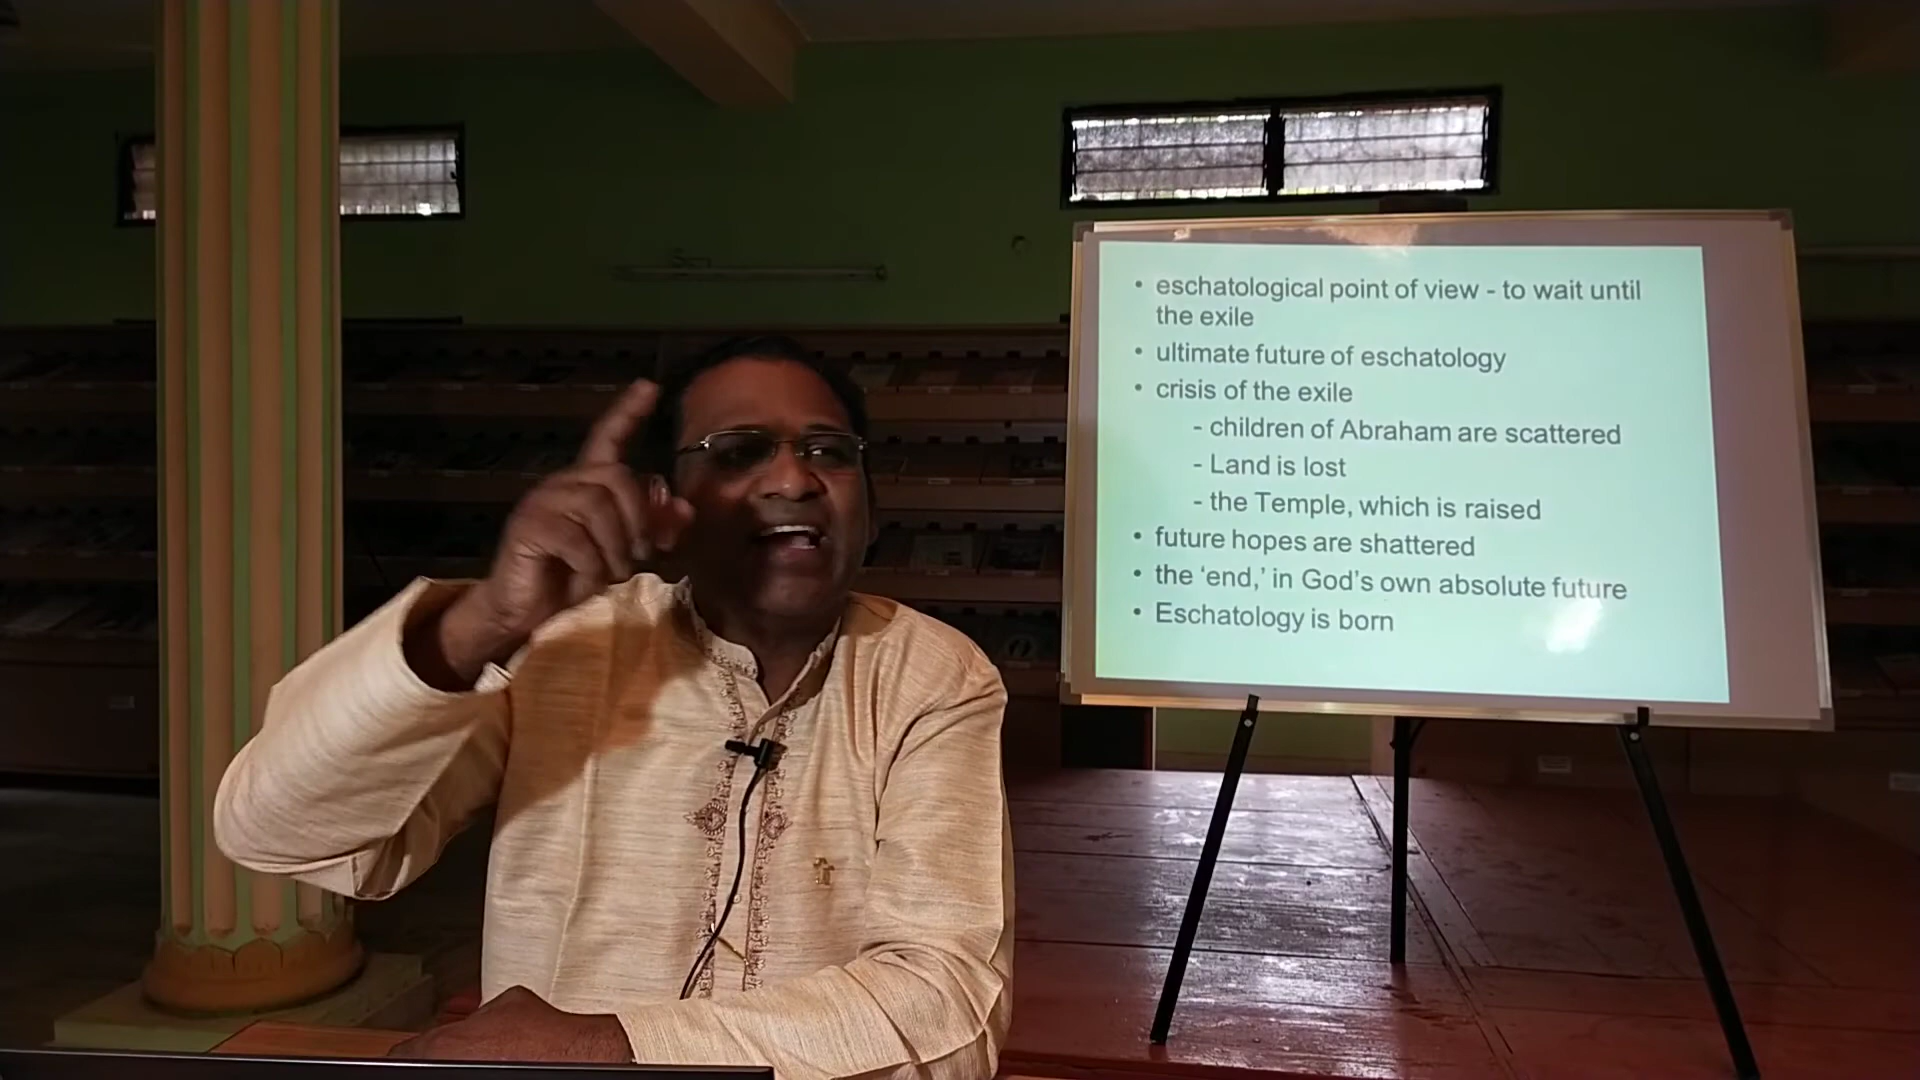 • eschatological point of view - to wait until
the exile
• ultimate future of eschatology
• crisis of the exile
- children of Abraham are scattered
- Land is lost
- the Temple, which is raised
• future hopes are shattered
• the ‘end,’ in God’s own absolute future
• Eschatology is born